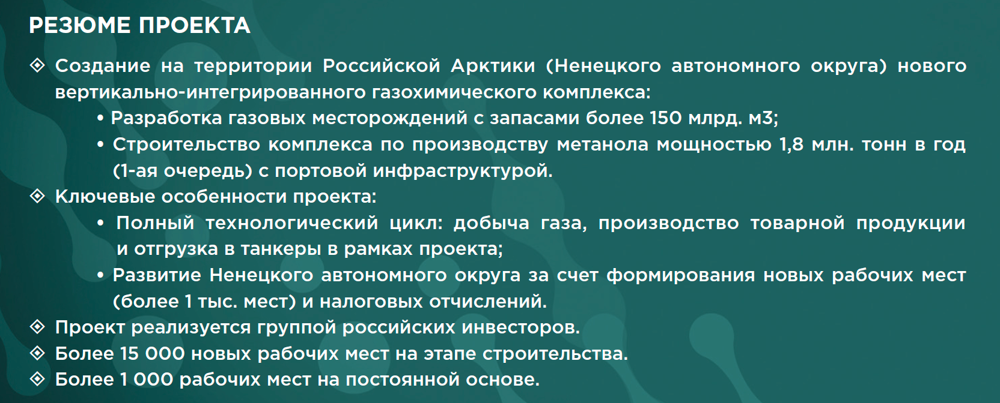 РЕЗЮМЕ ПРОЕКТА
Создание на территории Российской Арктики (Ненецкого автономного округа) нового
вертикально-интегрированного газохимического комплекса:
• Разработка газовых месторождений с запасами более 150 млрд. м3;
• Строительство комплекса по производству метанола мощностью 1,8 млн. тонн в год
(1-ая очередь) с портовой инфраструктурой.
Ключевые особенности проекта:
• Полный технологический цикл: добыча газа, производство товарной продукции
и отгрузка в танкеры в рамках проекта;
• Развитие Ненецкого автономного округа за счет формирования новых рабочих мест
(более 1 тыс. мест) и налоговых отчислений.
Проект реализуется группой российских инвесторов.
Более 15 000 новых рабочих мест на этапе строительства.
Более 1 000 рабочих мест на постоянной основе.